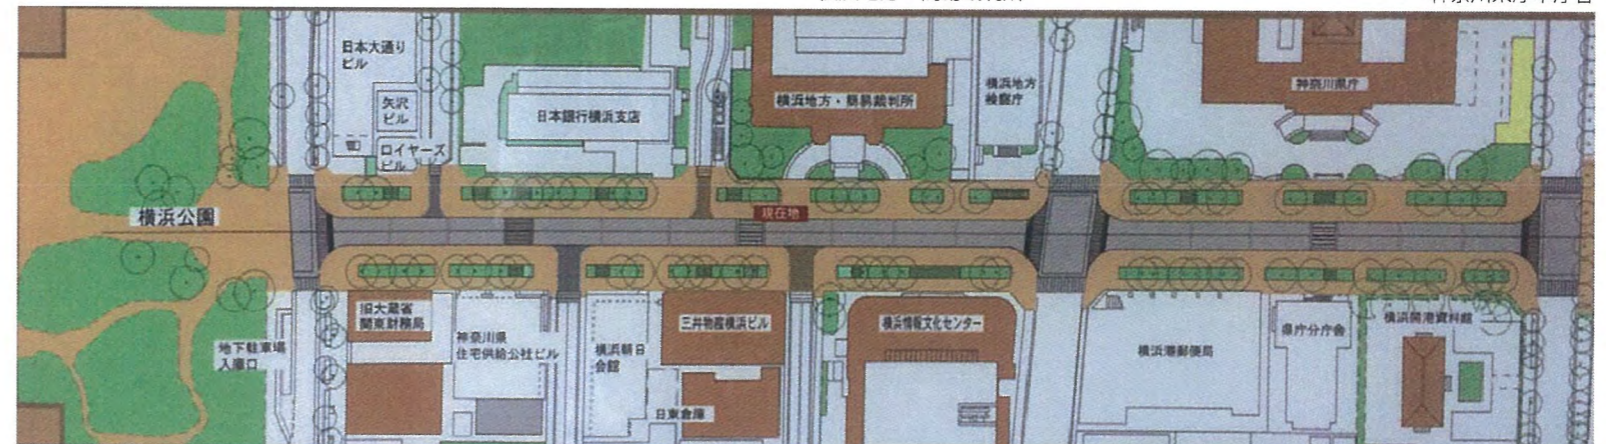 日本大通り
ビル
矢沢
ビル
ロイヤーズ
ビル
日本銀行横浜支店
横浜地方・簡易裁判所
横浜地方
検察庁
神奈川県庁
横浜公園
現在地
旧大蔵省
関東財務局
神奈川県
住宅供給公社ビル
地下駐車場
入庫口
横浜朝日
会館
三井物産横浜ビル
日東倉庫
横浜情報文化センター
横浜港郵便局
県庁分庁舎
横浜開港資料館